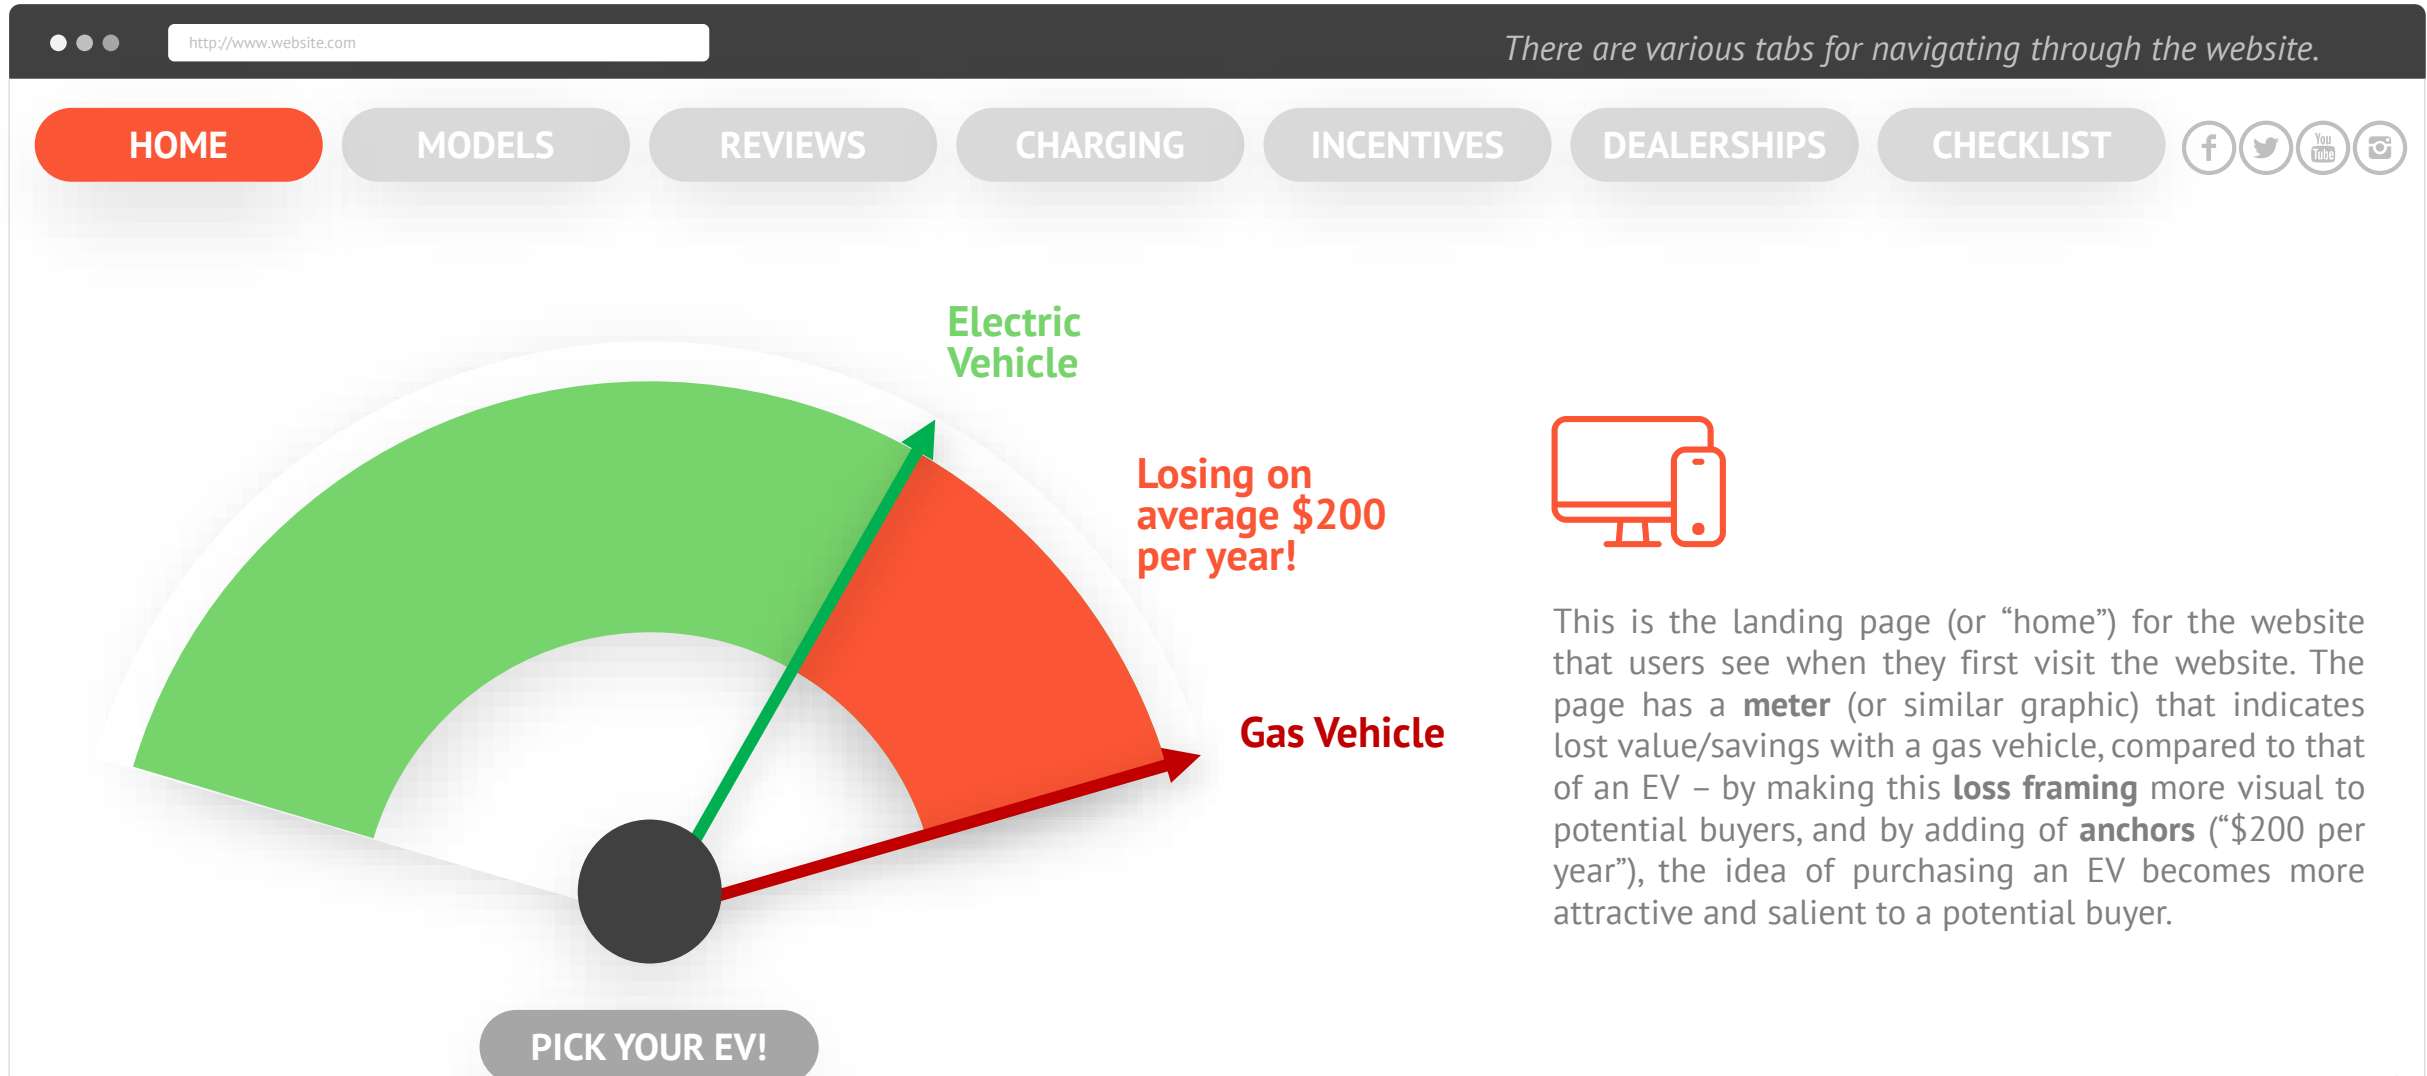 http://www.website.com
There are various tabs for navigating through the website.
HOME
MODELS
REVIEWS
CHARGING
INCENTIVES
DEALERSHIPS
CHECKLIST
You
Tube
Electric
Vehicle
Losing on
average $200
per year!
Gas Vehicle
This is the landing page (or “home”) for the website
that users see when they first visit the website. The
page has a meter (or similar graphic) that indicates
lost value/savings with a gas vehicle, compared to that
of an EV – by making this loss framing more visual to
potential buyers, and by adding of anchors (“$200 per
year”), the idea of purchasing an EV becomes more
attractive and salient to a potential buyer.
PICK YOUR EV!